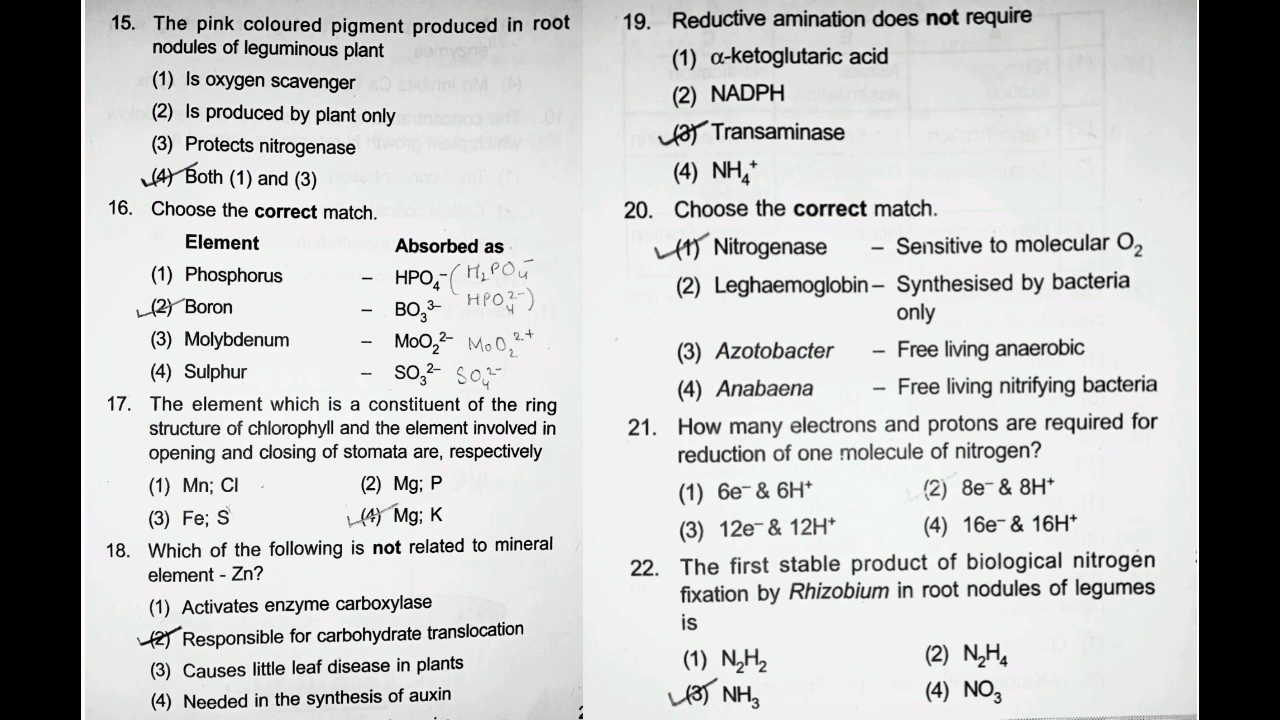 15. The pink coloured pigment produced in root
nodules of leguminous plant
(1) Is oxygen scavenger
(2) Is produced by plant only
(3) Protects nitrogenase
(4) Both (1) and (3)
16. Choose the correct match.
Element Absorbed as
(1) Phosphorus – HPO₄⁻ (H₂PO₄⁻
HPO₄²⁻)
(2) Boron – BO₃³⁻
(3) Molybdenum – MoO₂²⁻ MoO₂²⁺
(4) Sulphur – SO₃²⁻ SO₄²⁻
17. The element which is a constituent of the ring
structure of chlorophyll and the element involved in
opening and closing of stomata are, respectively
(1) Mn; Cl (2) Mg; P
(3) Fe; S (4) Mg; K
18. Which of the following is not related to mineral
element - Zn?
(1) Activates enzyme carboxylase
(2) Responsible for carbohydrate translocation
(3) Causes little leaf disease in plants
(4) Needed in the synthesis of auxin
19. Reductive amination does not require
(1) α-ketoglutaric acid
(2) NADPH
(3) Transaminase
(4) NH₄⁺
20. Choose the correct match.
(1) Nitrogenase – Sensitive to molecular O₂
(2) Leghaemoglobin – Synthesised by bacteria
only
(3) Azotobacter – Free living anaerobic
(4) Anabaena – Free living nitrifying bacteria
21. How many electrons and protons are required for
reduction of one molecule of nitrogen?
(1) 6e⁻ & 6H⁺ (2) 8e⁻ & 8H⁺
(3) 12e⁻ & 12H⁺ (4) 16e⁻ & 16H⁺
22. The first stable product of biological nitrogen
fixation by Rhizobium in root nodules of legumes
is
(1) N₂H₂ (2) N₂H₄
(3) NH₃ (4) NO₃